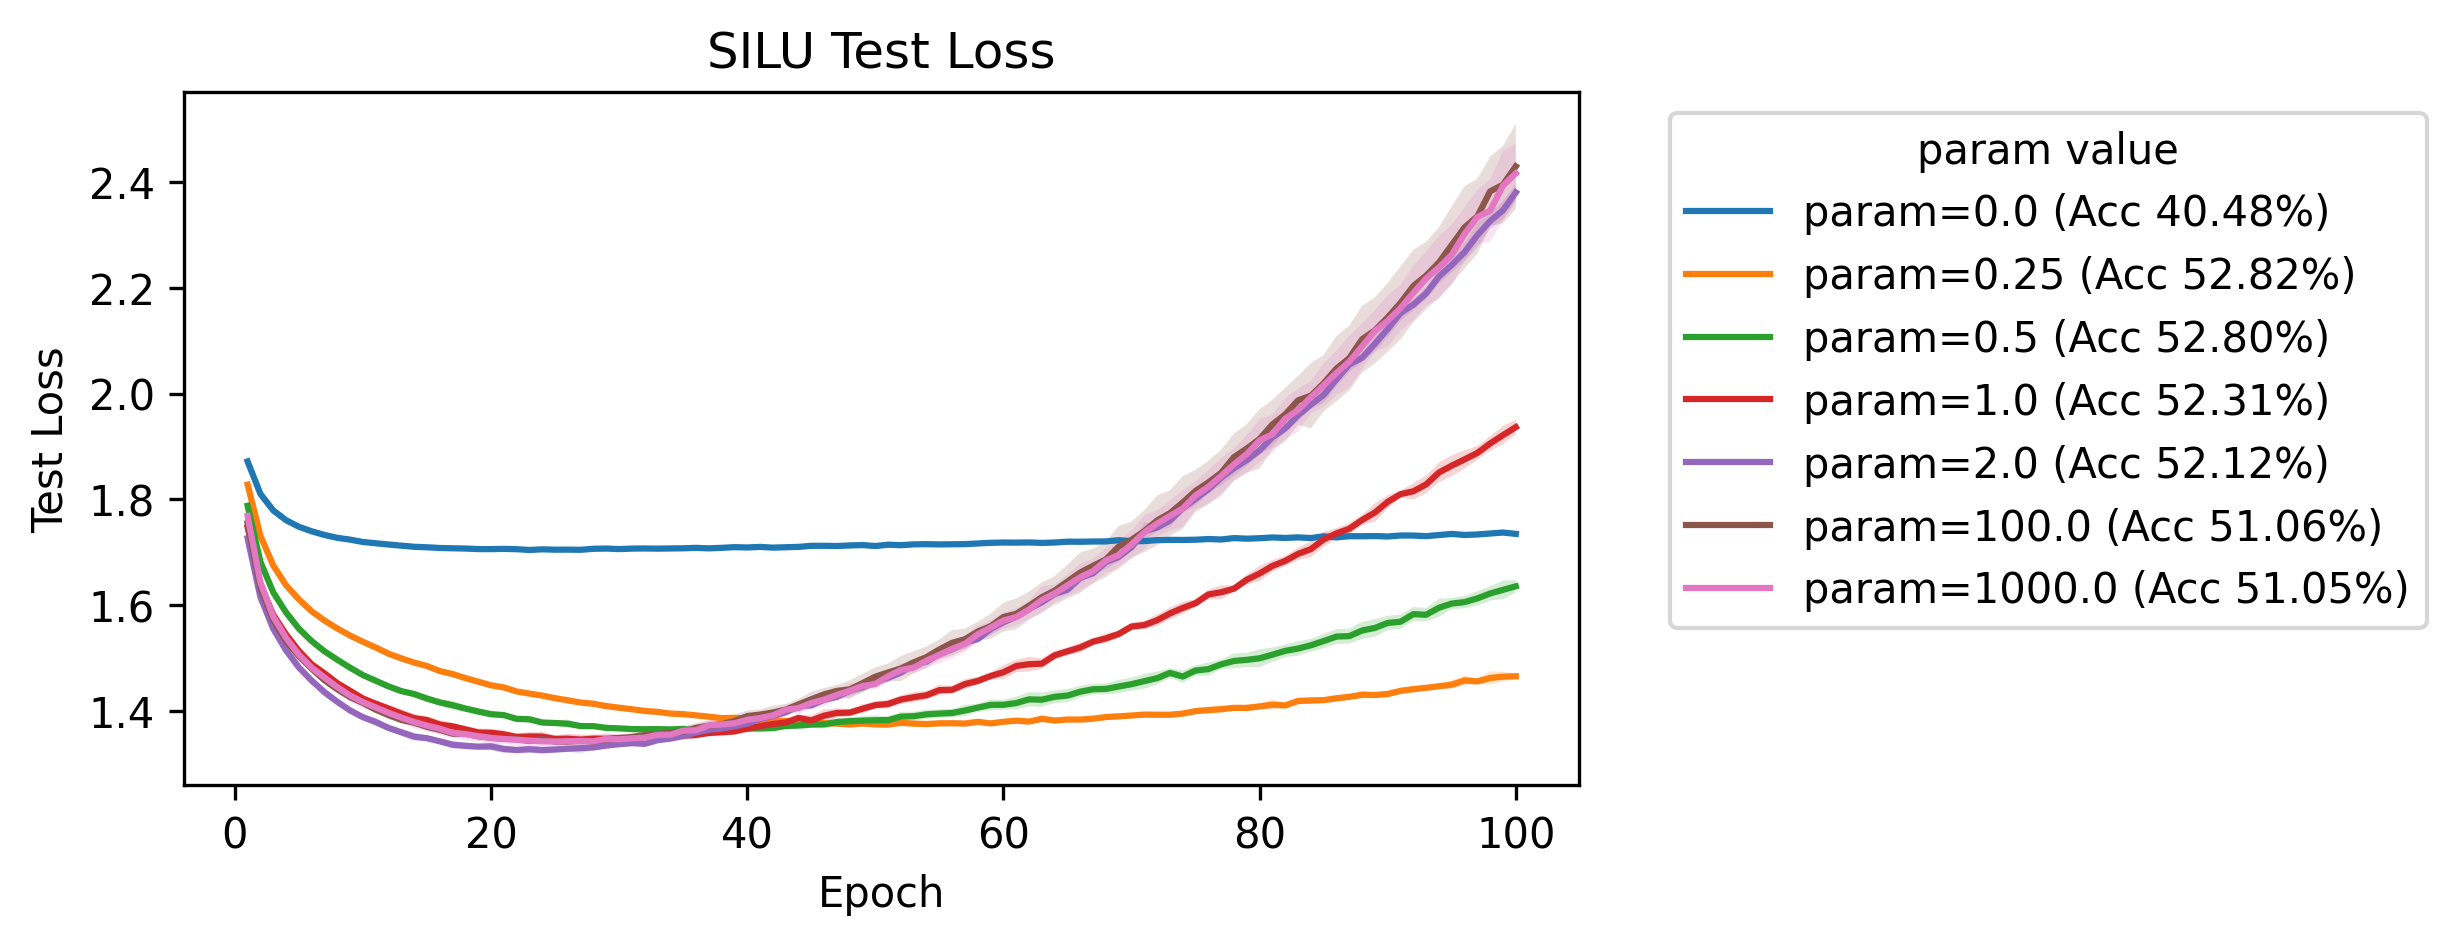 SILU Test Loss
Test Loss
2.4
2.2
2.0
1.8
1.6
1.4
0
20
40
60
80
100
Epoch
param value
param=0.0 (Acc 40.48%)
param=0.25 (Acc 52.82%)
param=0.5 (Acc 52.80%)
param=1.0 (Acc 52.31%)
param=2.0 (Acc 52.12%)
param=100.0 (Acc 51.06%)
param=1000.0 (Acc 51.05%)